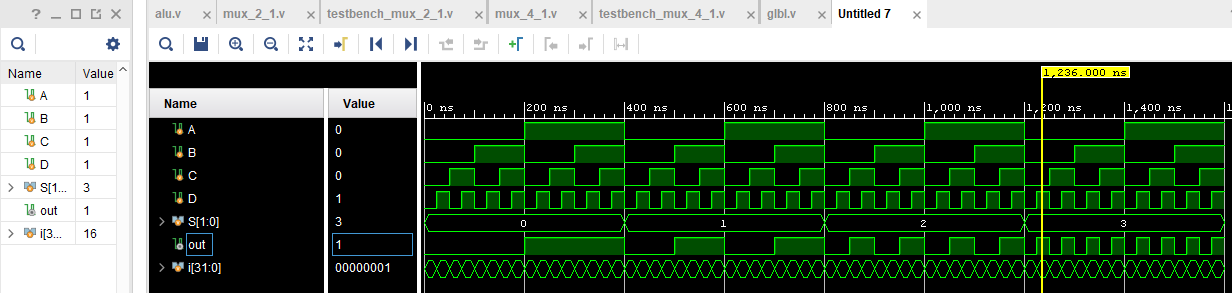 ? _
alu.v mux_2_1.v testbench_mux_2_1.v mux_4_1.v testbench_mux_4_1.v glbl.v Untitled 7
1,236.000 ns
Name Value
A 1
B 1
C 1
D 1
S[1... 3
out 1
i[3... 16
Name Value
0 ns 200 ns 400 ns 600 ns 800 ns 1,000 ns 1,200 ns 1,400 ns
A 0
B 0
C 0
D 1
S[1:0] 3 0 1 2 3
out 1
i[31:0] 00000001